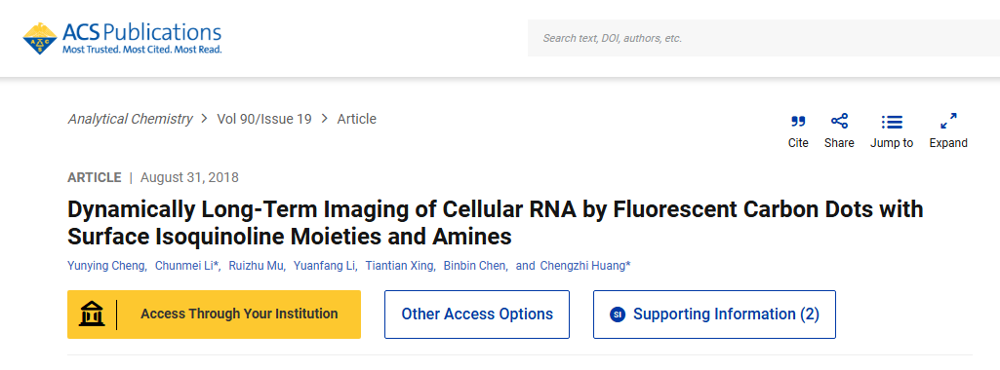 ACS Publications
Most Trusted. Most Cited. Most Read.
Search text, DOI, authors, etc.
Analytical Chemistry > Vol 90/Issue 19 > Article
Cite Share Jump to Expand
ARTICLE | August 31, 2018
Dynamically Long-Term Imaging of Cellular RNA by Fluorescent Carbon Dots with
Surface Isoquinoline Moieties and Amines
Yunying Cheng, Chunmei Li*, Ruizhu Mu, Yuanfang Li, Tiantian Xing, Binbin Chen, and Chengzhi Huang*
Access Through Your Institution
Other Access Options
SI Supporting Information (2)